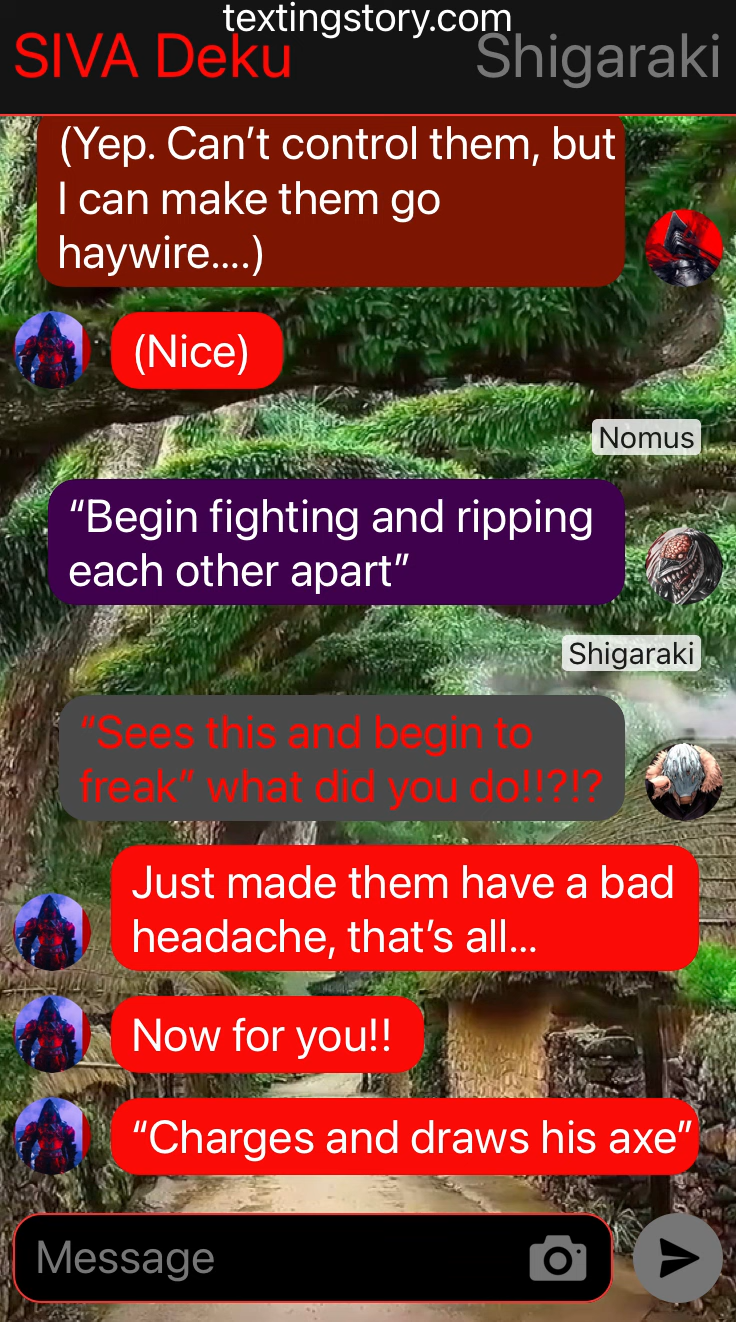 textingstory.com
SIVA Deku
Shigaraki
(Yep. Can’t control them, but
I can make them go
haywire....)
(Nice)
Nomus
“Begin fighting and ripping
each other apart”
Shigaraki
“Sees this and begin to
freak” what did you do!!?!?
Just made them have a bad
headache, that’s all...
Now for you!!
“Charges and draws his axe”
Message